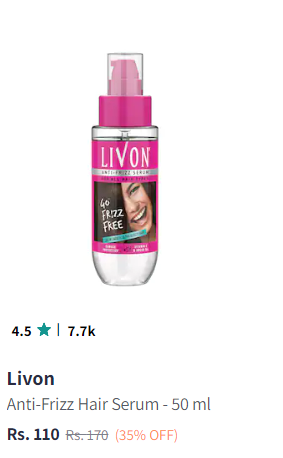 LIVON
ANTI-FRIZZ SERUM
GO
FRIZZ
FREE
4.5 ★ | 7.7k
Livon
Anti-Frizz Hair Serum - 50 ml
Rs. 110 Rs. 170 (35% OFF)